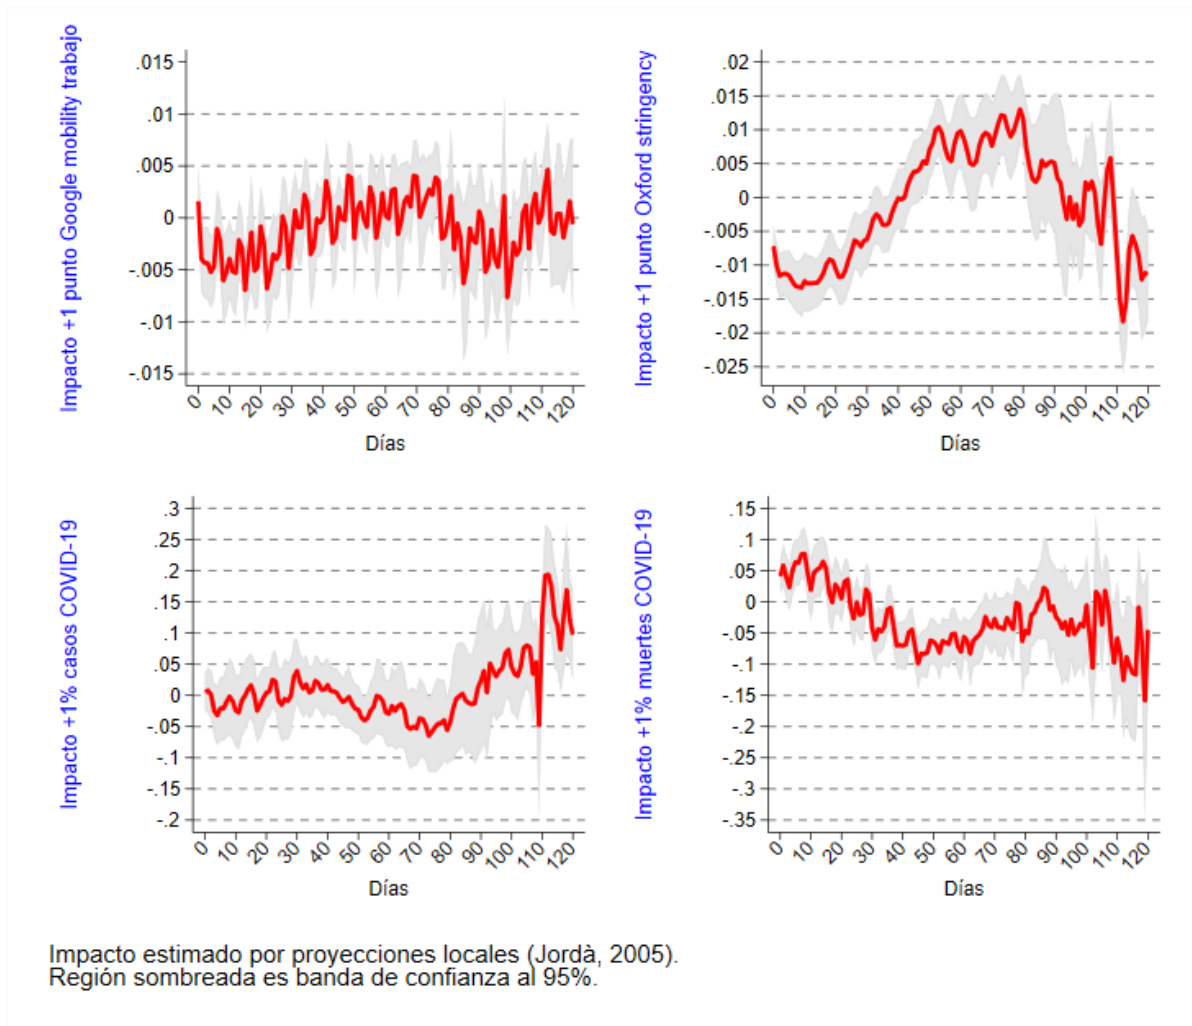 Impacto +1 punto Google mobility trabajo
.015
.01
.005
0
-.005
-.01
-.015
0 10 20 30 40 50 60 70 80 90 100 110 120
Días
Impacto +1 punto Oxford stringency
.02
.015
.01
.005
0
-.005
-.01
-.015
-.02
-.025
0 10 20 30 40 50 60 70 80 90 100 110 120
Días
Impacto +1% casos COVID-19
.3
.25
.2
.15
.1
.05
0
-.05
-.1
-.15
-.2
0 10 20 30 40 50 60 70 80 90 100 110 120
Días
Impacto +1% muertes COVID-19
.15
.1
.05
0
-.05
-.1
-.15
-.2
-.25
-.3
-.35
0 10 20 30 40 50 60 70 80 90 100 110 120
Días
Impacto estimado por proyecciones locales (Jordà, 2005).
Región sombreada es banda de confianza al 95%.